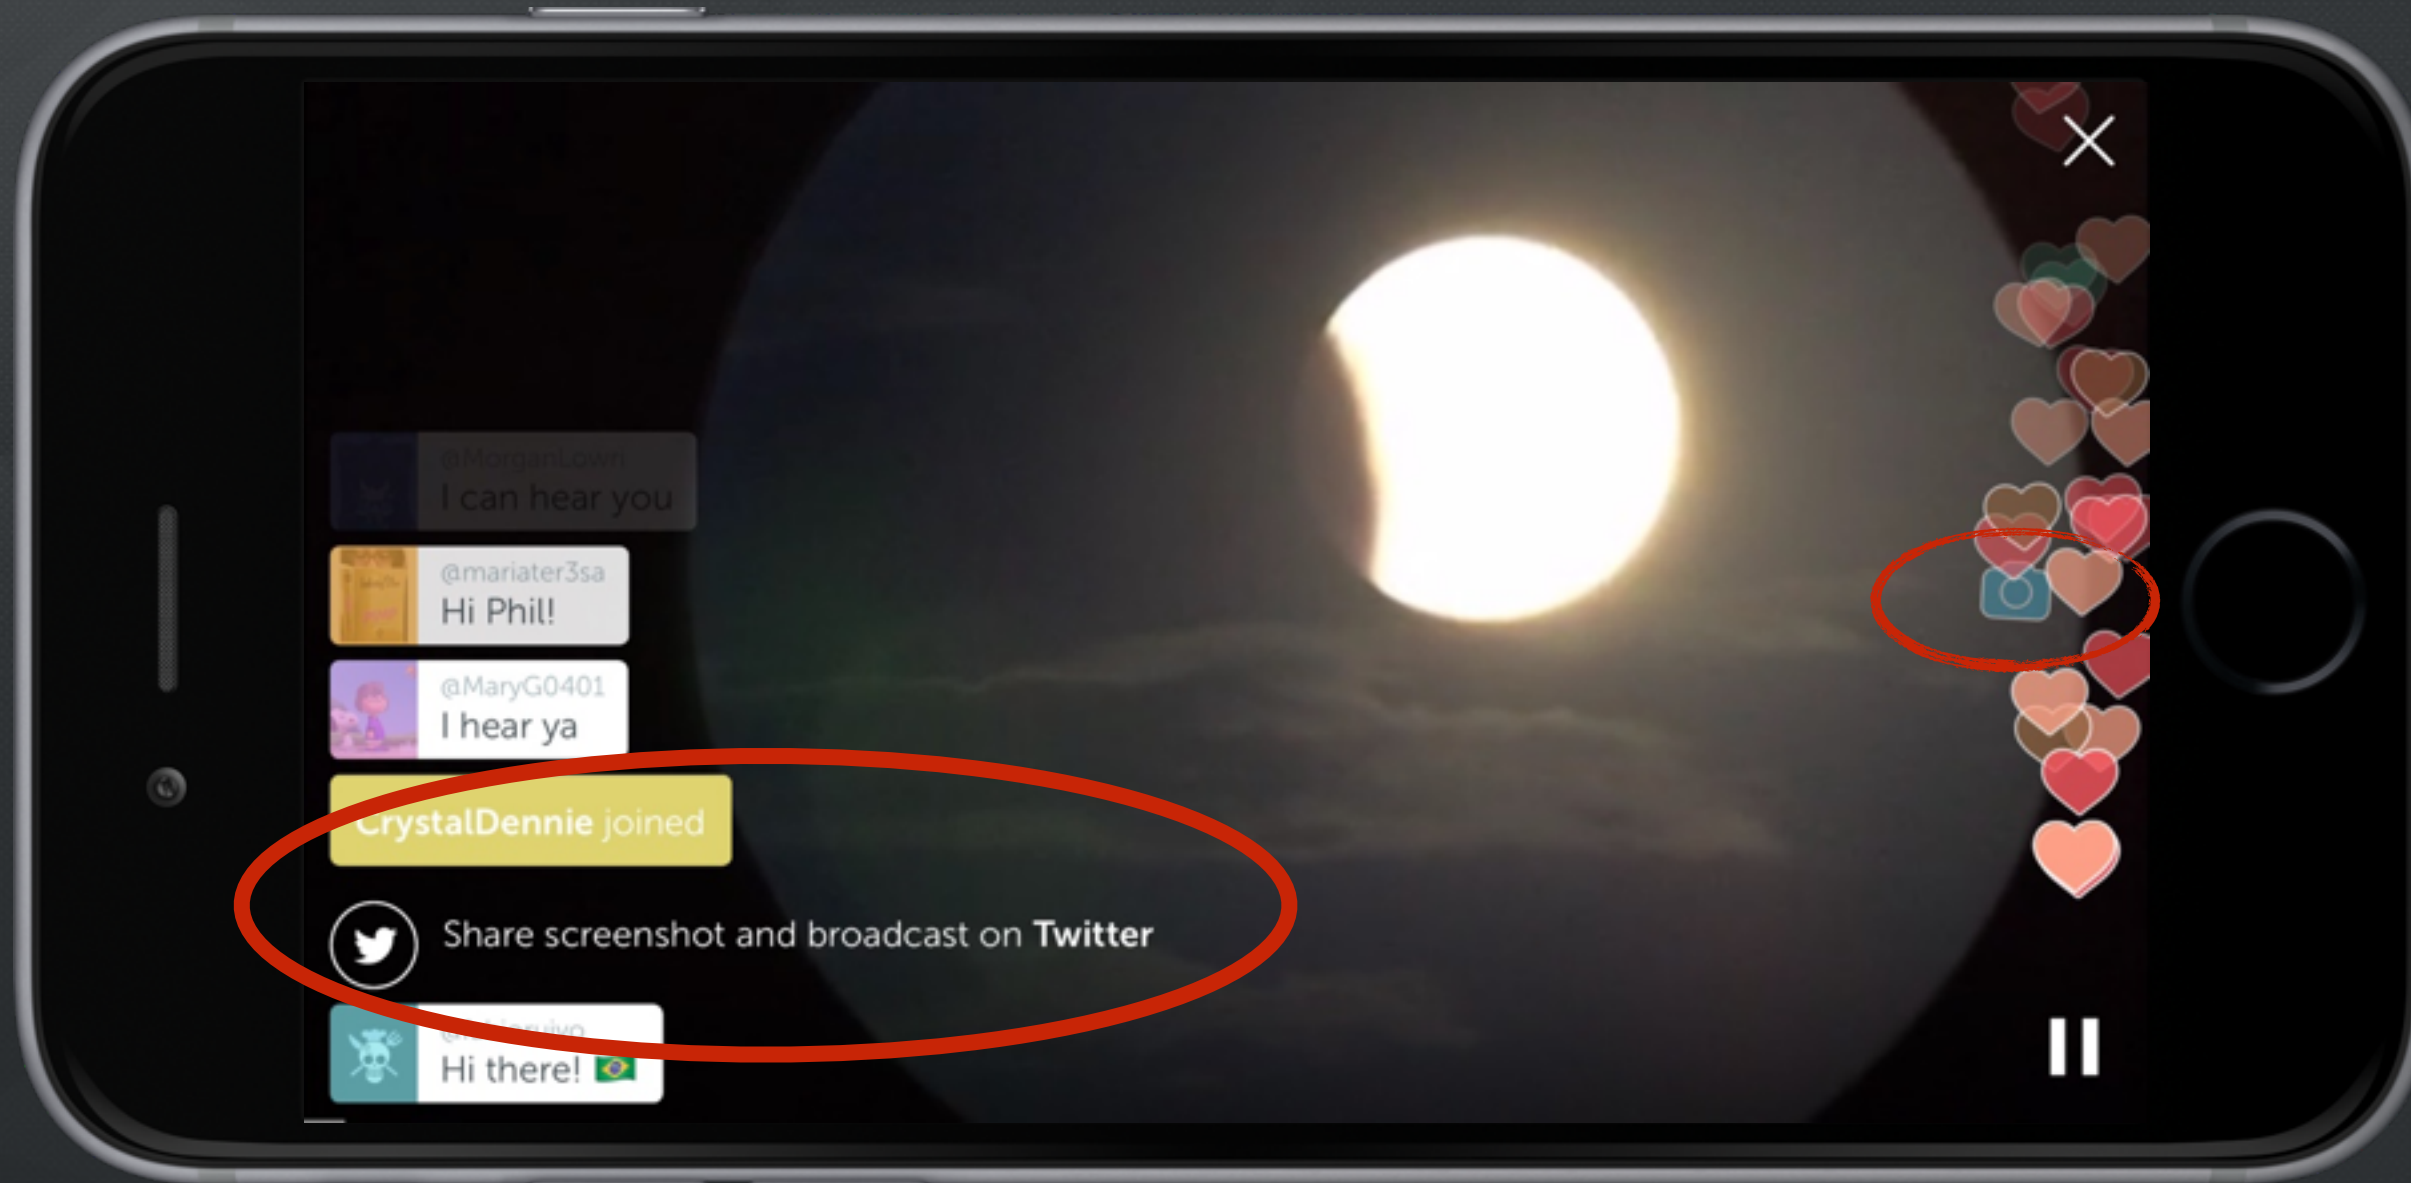 @MorganLowri
I can hear you
@mariater3sa
Hi Phil!
@MaryG0401
I hear ya
CrystalDennie joined
Share screenshot and broadcast on Twitter
Hi there!